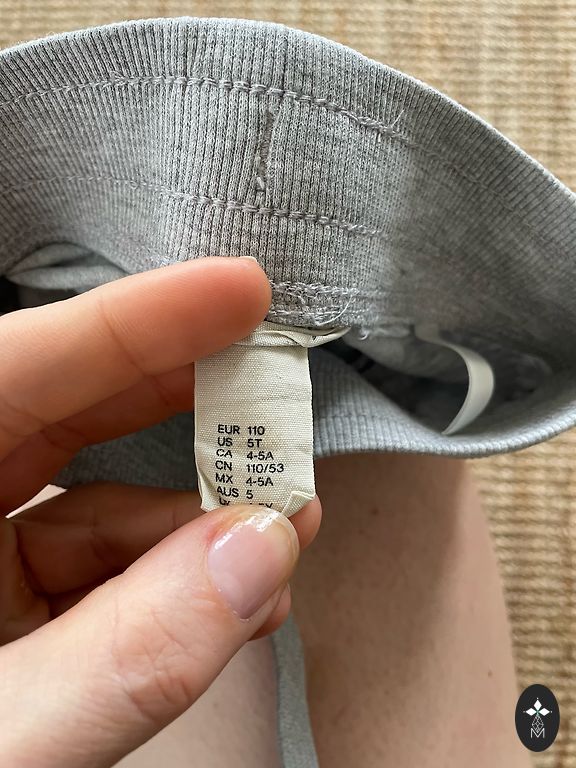 EUR 110
US 5T
CA 4-5A
CN 110/53
MX 4-5A
AUS 5